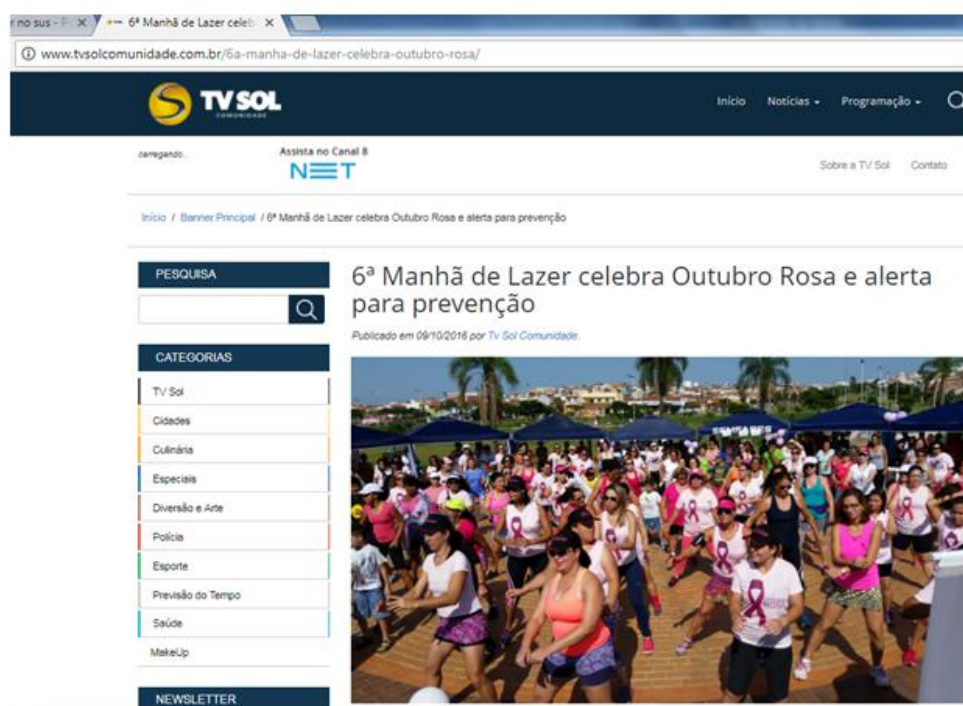 r no sus - P
6ª Manhã de Lazer celeb
www.tvsolcomunidade.com.br/6a-manha-de-lazer-celebra-outubro-rosa/
TV SOL
COMUNIDADE
Início Notícias Programação
carregando...
Assista no Canal 8
NET
Sobre a TV Sol Contato
Início / Banner Principal / 6ª Manhã de Lazer celebra Outubro Rosa e alerta para prevenção
PESQUISA
CATEGORIAS
TV Sol
Cidades
Culinária
Especiais
Diversão e Arte
Polícia
Esporte
Previsão do Tempo
Saúde
MakeUp
NEWSLETTER
6ª Manhã de Lazer celebra Outubro Rosa e alerta
para prevenção
Publicado em 09/10/2016 por Tv Sol Comunidade.